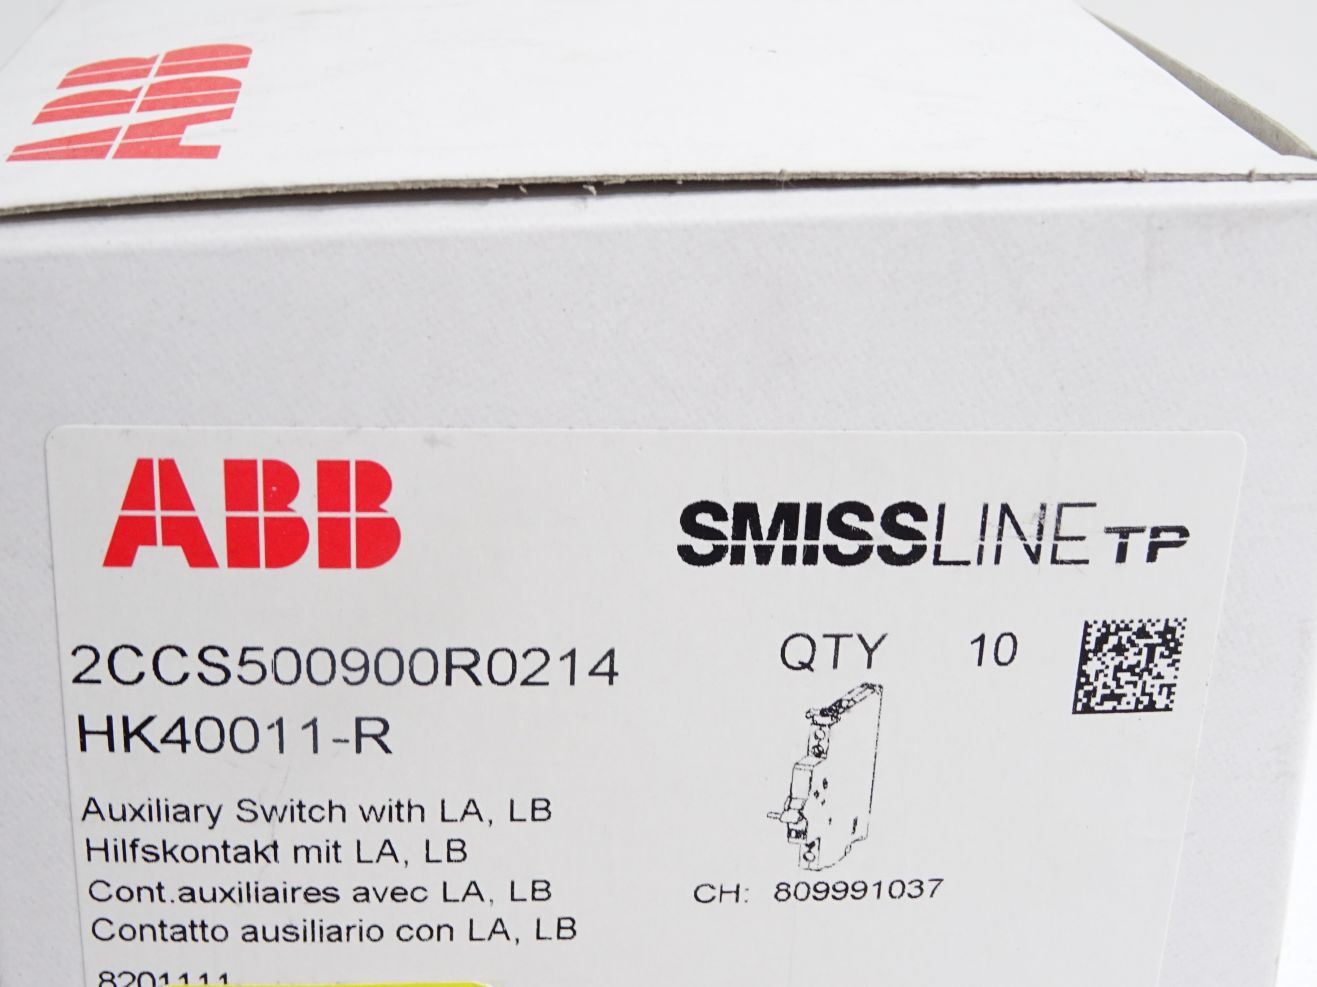 ABB
ABB
SMISSLINE TP
2CCS500900R0214
QTY 10
HK40011-R
Auxiliary Switch with LA, LB
Hilfskontakt mit LA, LB
Cont.auxiliaires avec LA, LB
Contatto ausiliario con LA, LB
CH: 809991037
8201111